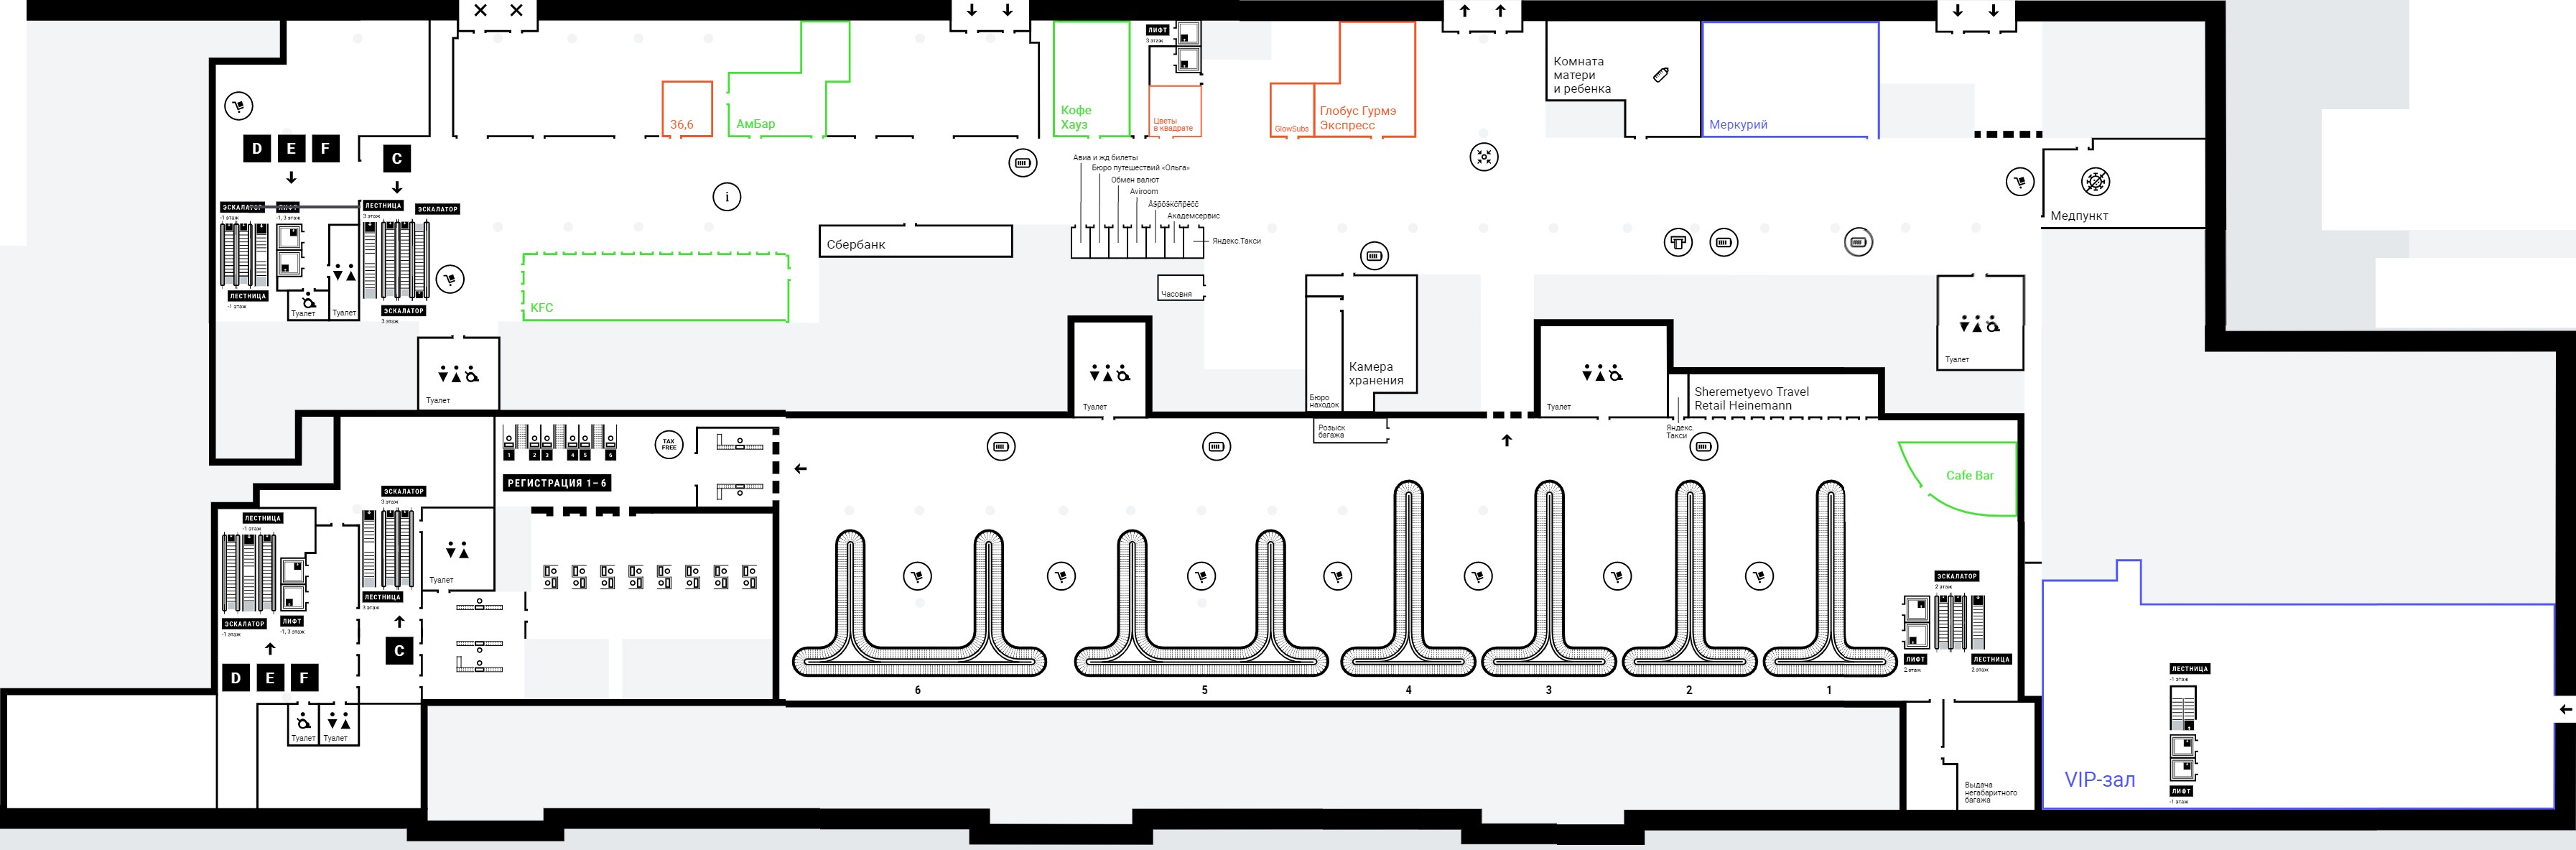 ЛИФТ
3 этаж
Комната
матери
и ребенка
Кофе
Хауз
Цветы
в квадрате
36,6
АмБар
GlowSubs
Глобус Гурмэ
Экспресс
Меркурий
D
E
F
C
Авиа и жд билеты
Бюро путешествий «Ольга»
Обмен валют
Aviroom
Аэроэкспресс
Академсервис
Яндекс.Такси
i
ЭСКАЛАТОР
-1 этаж
ЛИФТ
-1, 3 этаж
ЛЕСТНИЦА
3 этаж
ЭСКАЛАТОР
Медпункт
Сбербанк
ЛЕСТНИЦА
-1 этаж
Туалет
Туалет
ЭСКАЛАТОР
3 этаж
KFC
Часовня
Туалет
Туалет
Туалет
Туалет
Бюро
находок
Камера
хранения
Sheremetyevo Travel
Retail Heinemann
Розыск
багажа
Яндекс.
Такси
TAX
FREE
1
2
3
4
5
6
РЕГИСТРАЦИЯ 1–6
Cafe Bar
ЭСКАЛАТОР
3 этаж
ЛЕСТНИЦА
-1 этаж
Туалет
ЛЕСТНИЦА
3 этаж
ЭСКАЛАТОР
-1 этаж
ЛИФТ
-1, 3 этаж
C
D
E
F
Туалет
Туалет
ЭСКАЛАТОР
2 этаж
ЛИФТ
2 этаж
ЛЕСТНИЦА
2 этаж
6
5
4
3
2
1
ЛЕСТНИЦА
-1 этаж
VIP-зал
ЛИФТ
-1 этаж
Выдача
негабаритного
багажа